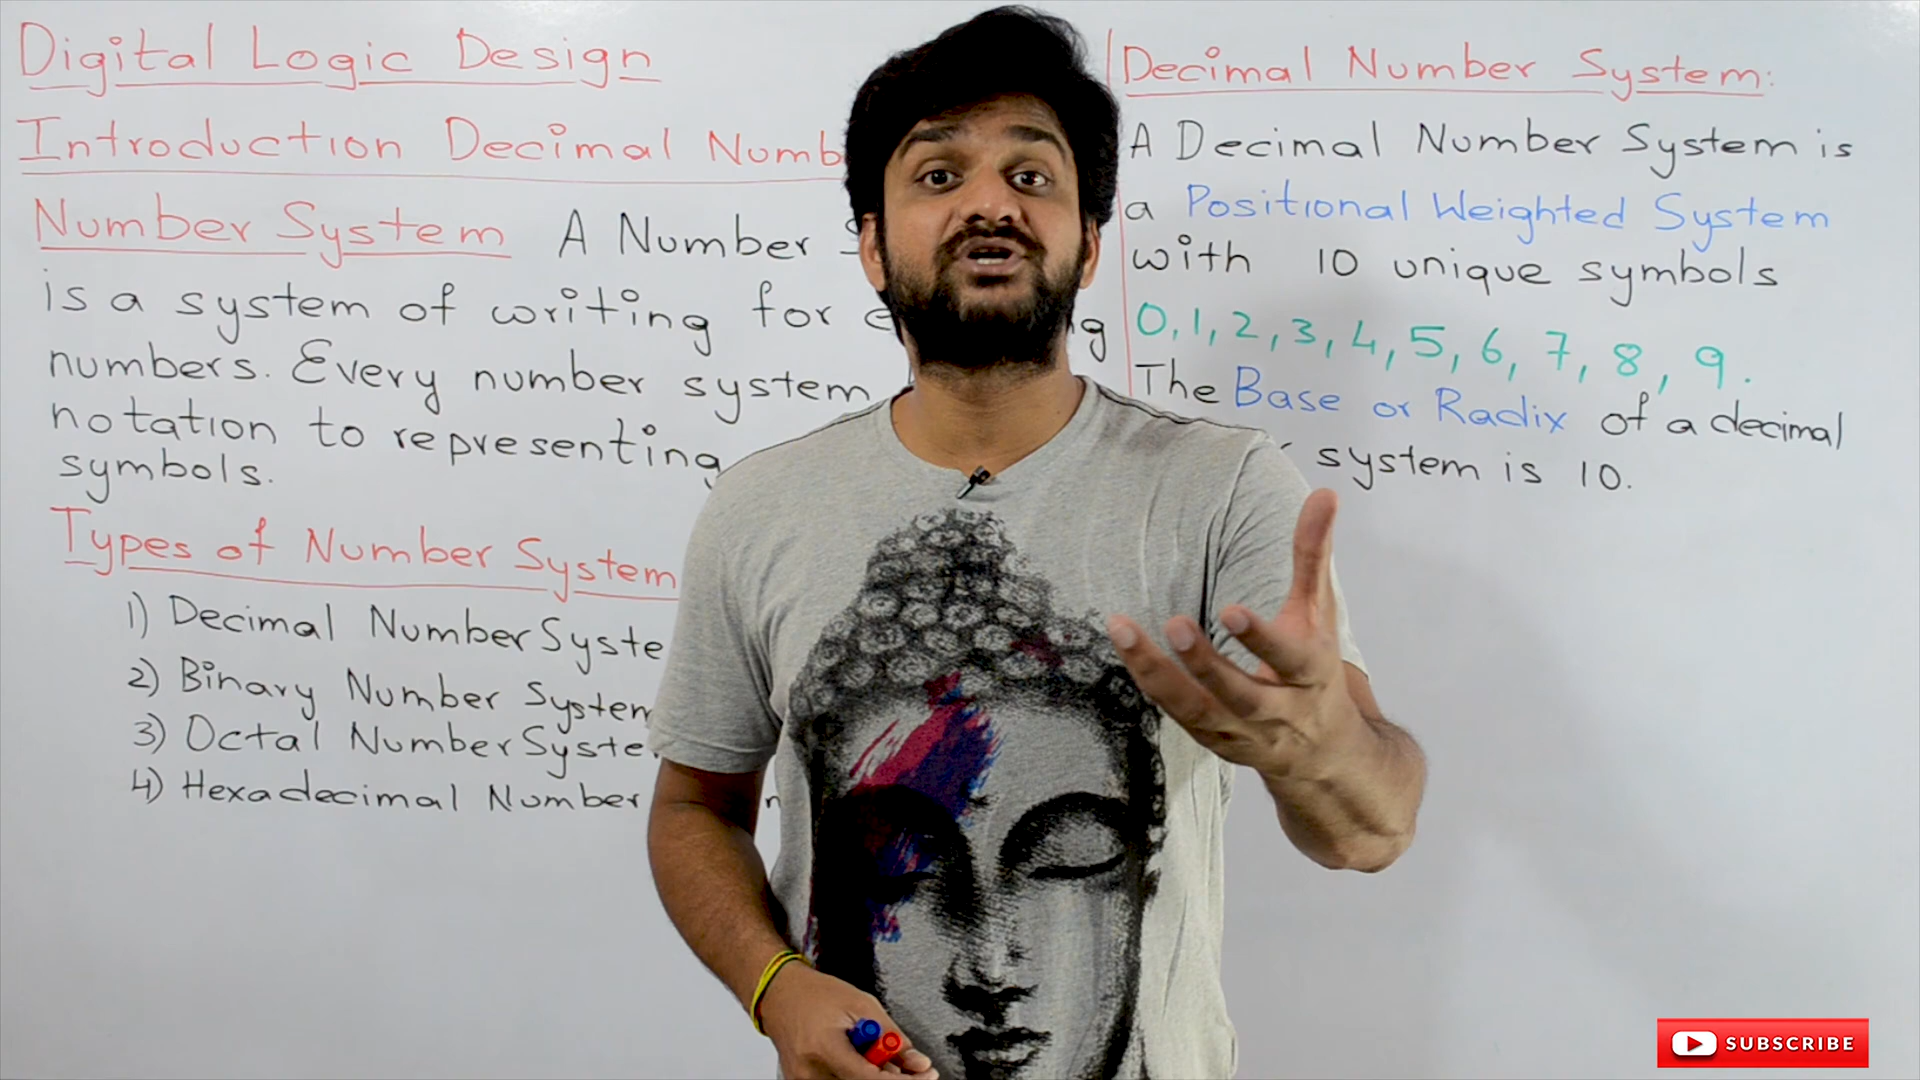 Digital Logic Design
Introduction Decimal Numb
Number System A Number
is a system of writing for
numbers. Every number system
notation to representing
symbols.
Types of Number System
1) Decimal Number Syste
2) Binary Number System
3) Octal Number Syste
4) Hexadecimal Number
Decimal Number System:
A Decimal Number System is
a Positional Weighted System
with 10 unique symbols
0, 1, 2, 3, 4, 5, 6, 7, 8, 9.
The Base or Radix of a decimal
system is 10.
SUBSCRIBE